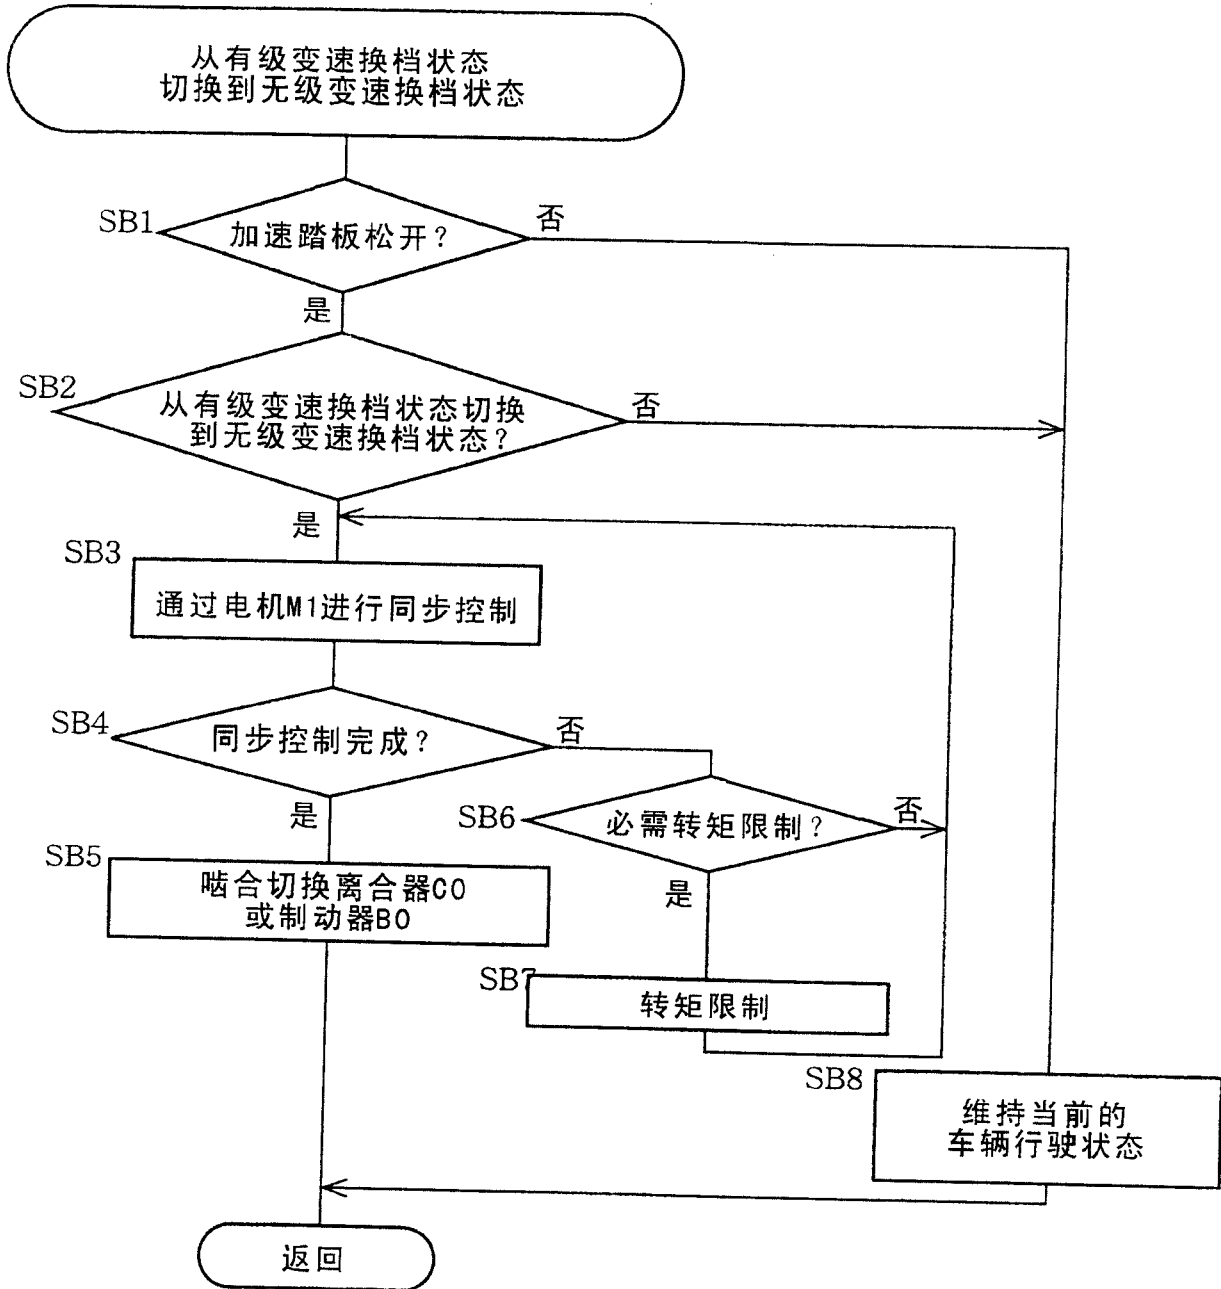 从有级变速换档状态
切换到无级变速换档状态
SB1
加速踏板松开？
否
是
SB2
从有级变速换档状态切换
到无级变速换档状态？
否
是
SB3
通过电机M1进行同步控制
SB4
同步控制完成？
否
是
SB6
必需转矩限制？
否
是
SB5
啮合切换离合器C0
或制动器B0
SB7
转矩限制
SB8
维持当前的
车辆行驶状态
返回